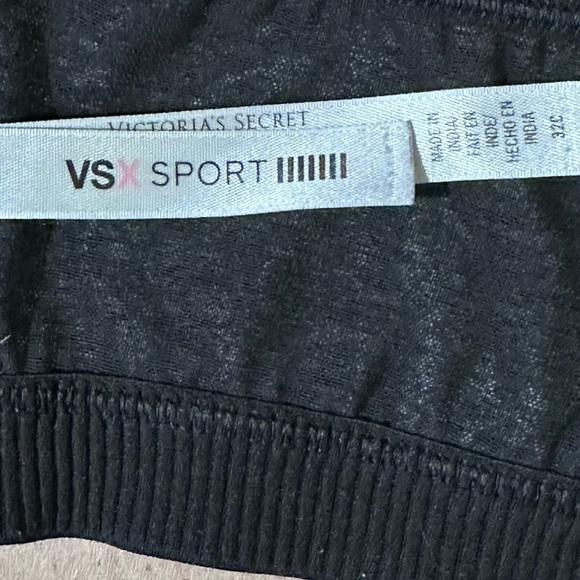 VICTORIA'S SECRET
VSX SPORT
MADE IN
INDIA/
FAIT EN
INDE/
HECHO EN
INDIA
32C